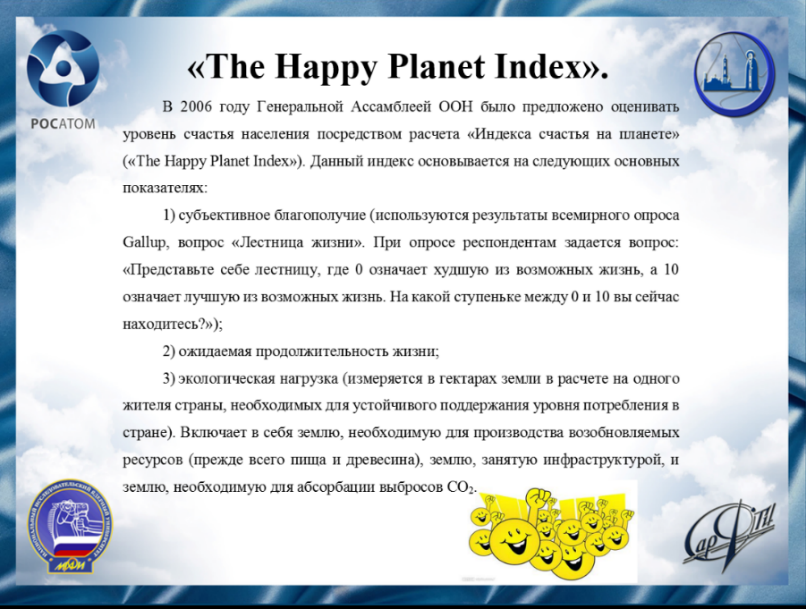 «The Happy Planet Index».
РОСАТОМ
В 2006 году Генеральной Ассамблеей ООН было предложено оценивать
уровень счастья населения посредством расчета «Индекса счастья на планете»
(«The Happy Planet Index»). Данный индекс основывается на следующих основных
показателях:
1) субъективное благополучие (используются результаты всемирного опроса
Gallup, вопрос «Лестница жизни». При опросе респондентам задается вопрос:
«Представьте себе лестницу, где 0 означает худшую из возможных жизнь, а 10
означает лучшую из возможных жизнь. На какой ступеньке между 0 и 10 вы сейчас
находитесь?»);
2) ожидаемая продолжительность жизни;
3) экологическая нагрузка (измеряется в гектарах земли в расчете на одного
жителя страны, необходимых для устойчивого поддержания уровня потребления в
стране). Включает в себя землю, необходимую для производства возобновляемых
ресурсов (прежде всего пища и древесина), землю, занятую инфраструктурой, и
землю, необходимую для абсорбации выбросов CO₂.
МИФИ
СарФТИ